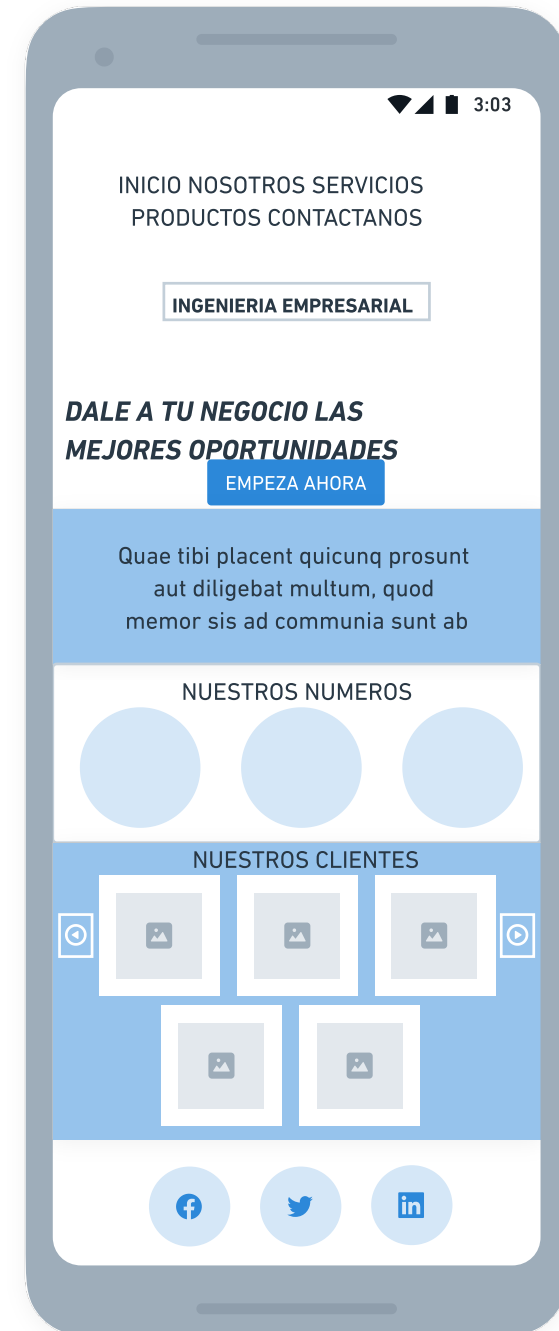 3:03
INICIO NOSOTROS SERVICIOS
PRODUCTOS CONTACTANOS
INGENIERIA EMPRESARIAL
DALE A TU NEGOCIO LAS
MEJORES OPORTUNIDADES
EMPEZA AHORA
Quae tibi placent quicunq prosunt
aut diligebat multum, quod
memor sis ad communia sunt ab
NUESTROS NUMEROS
NUESTROS CLIENTES